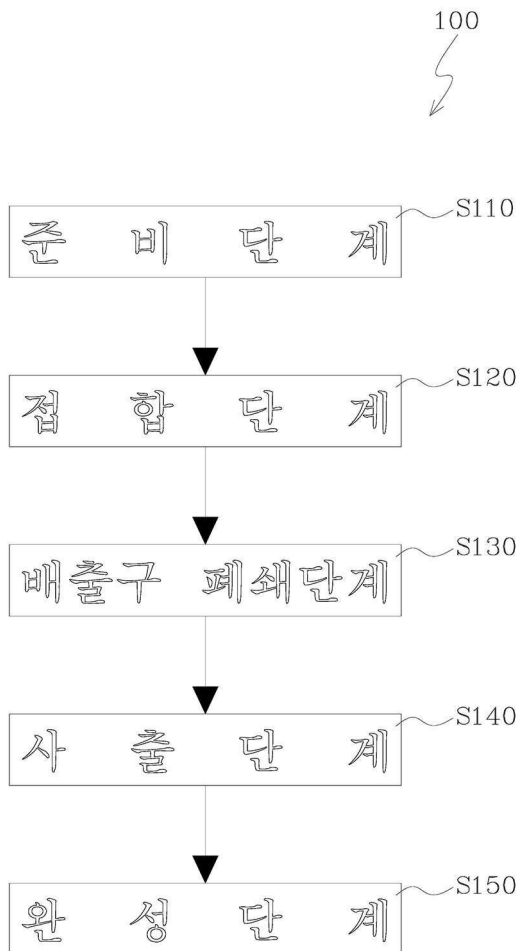 100
준 비 단 계
S110
접 합 단 계
S120
배출구 폐쇄단계
S130
사 출 단 계
S140
완 성 단 계
S150